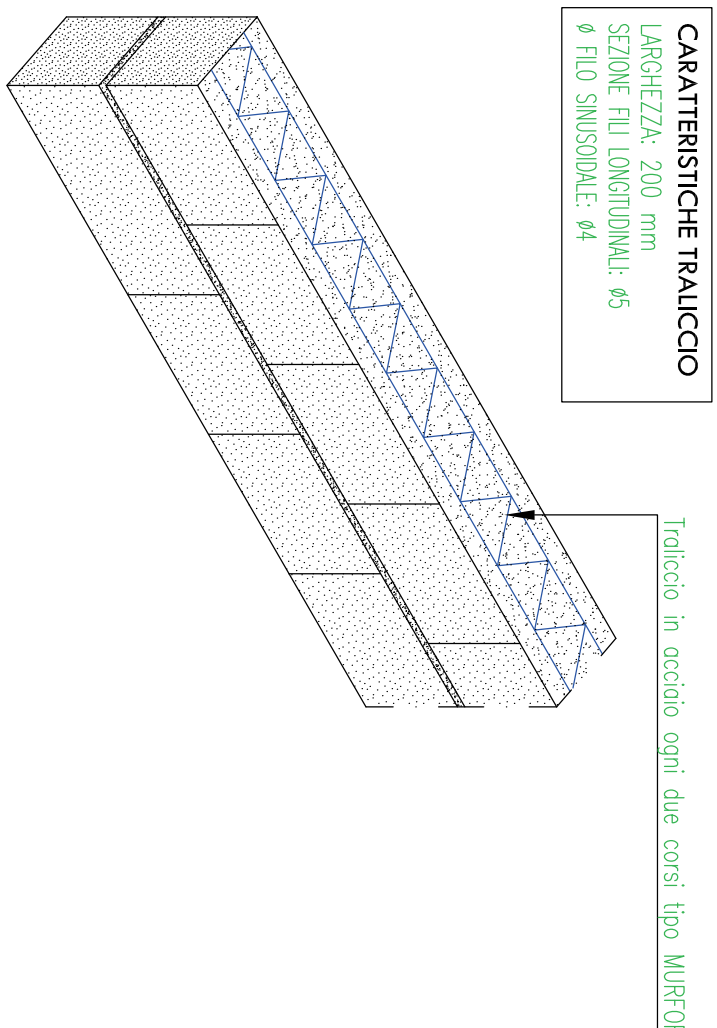 CARATTERISTICHE TRALICCIO
LARGHEZZA: 200 mm
SEZIONE FILI LONGITUDINALI: ø5
Ø FILO SINUSOIDALE: ø4
Traliccio in acciaio ogni due corsi tipo